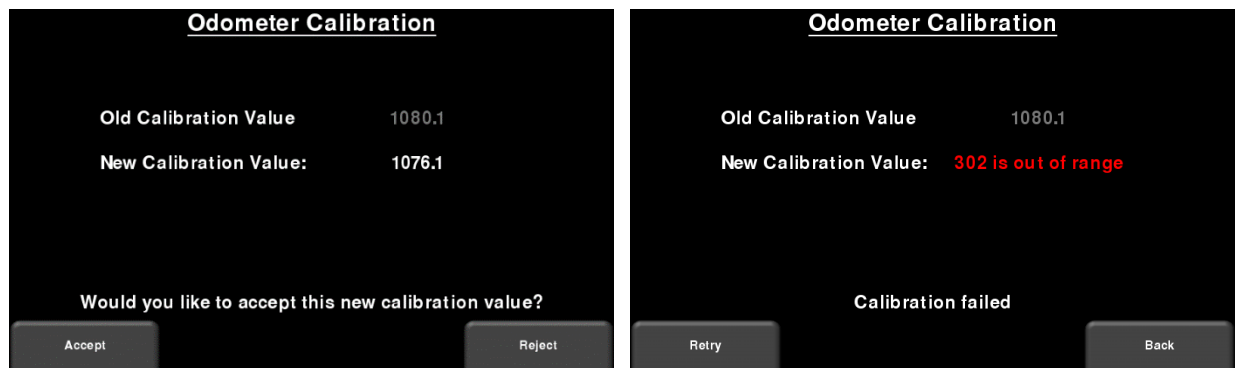 Odometer Calibration
Old Calibration Value 1080.1
New Calibration Value: 1076.1
Would you like to accept this new calibration value?
Accept Reject
Odometer Calibration
Old Calibration Value 1080.1
New Calibration Value: 302 is out of range
Calibration failed
Retry Back